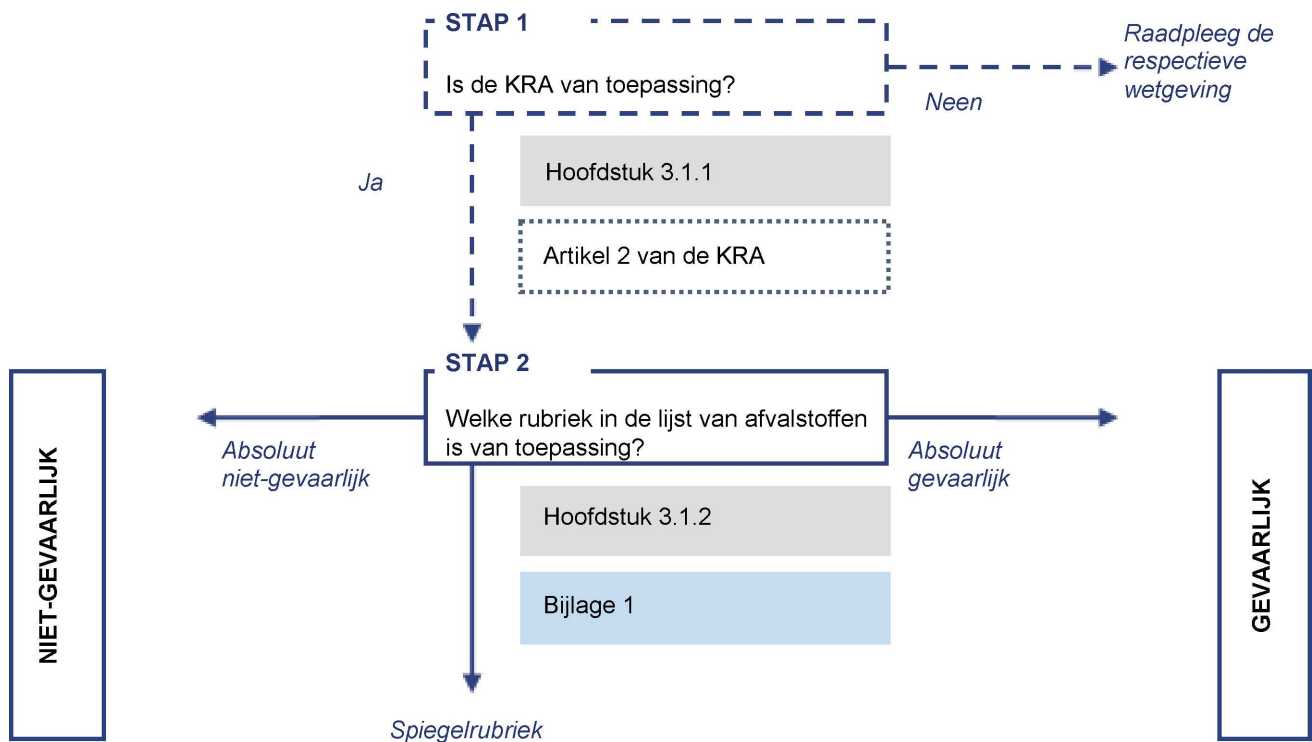 STAP 1
Is de KRA van toepassing?
Raadpleeg de
respectieve
wetgeving
Neen
Ja
Hoofdstuk 3.1.1
Artikel 2 van de KRA
STAP 2
Welke rubriek in de lijst van afvalstoffen
is van toepassing?
Absoluut
niet-gevaarlijk
Absoluut
gevaarlijk
Hoofdstuk 3.1.2
Bijlage 1
NIET-GEVAARLIJK
GEVAARLIJK
Spiegelrubriek